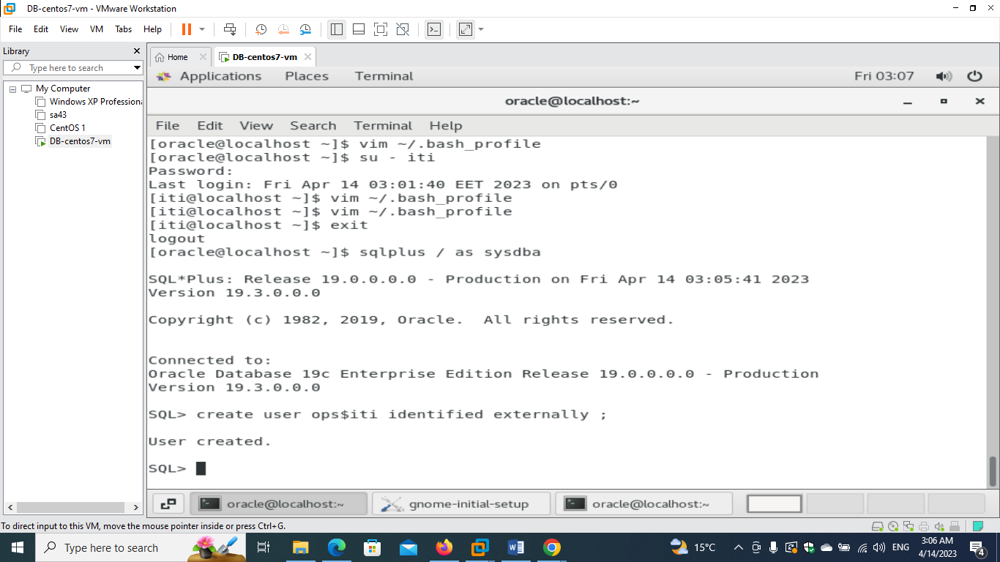 DB-centos7-vm - VMware Workstation
File Edit View VM Tabs Help
Library
Type here to search
My Computer
Windows XP Professiona
sa43
CentOS 1
DB-centos7-vm
Home
DB-centos7-vm
Applications Places Terminal
Fri 03:07
oracle@localhost:~
File Edit View Search Terminal Help
[oracle@localhost ~]$ vim ~/.bash_profile
[oracle@localhost ~]$ su - iti
Password:
Last login: Fri Apr 14 03:01:40 EET 2023 on pts/0
[iti@localhost ~]$ vim ~/.bash_profile
[iti@localhost ~]$ vim ~/.bash_profile
[iti@localhost ~]$ exit
logout
[oracle@localhost ~]$ sqlplus / as sysdba
SQL*Plus: Release 19.0.0.0.0 - Production on Fri Apr 14 03:05:41 2023
Version 19.3.0.0.0
Copyright (c) 1982, 2019, Oracle.  All rights reserved.
Connected to:
Oracle Database 19c Enterprise Edition Release 19.0.0.0.0 - Production
Version 19.3.0.0.0
SQL> create user ops$iti identified externally ;
User created.
SQL>
oracle@localhost:~
gnome-initial-setup
oracle@localhost:~
To direct input to this VM, move the mouse pointer inside or press Ctrl+G.
Type here to search
15°C
ENG
3:06 AM
4/14/2023
4